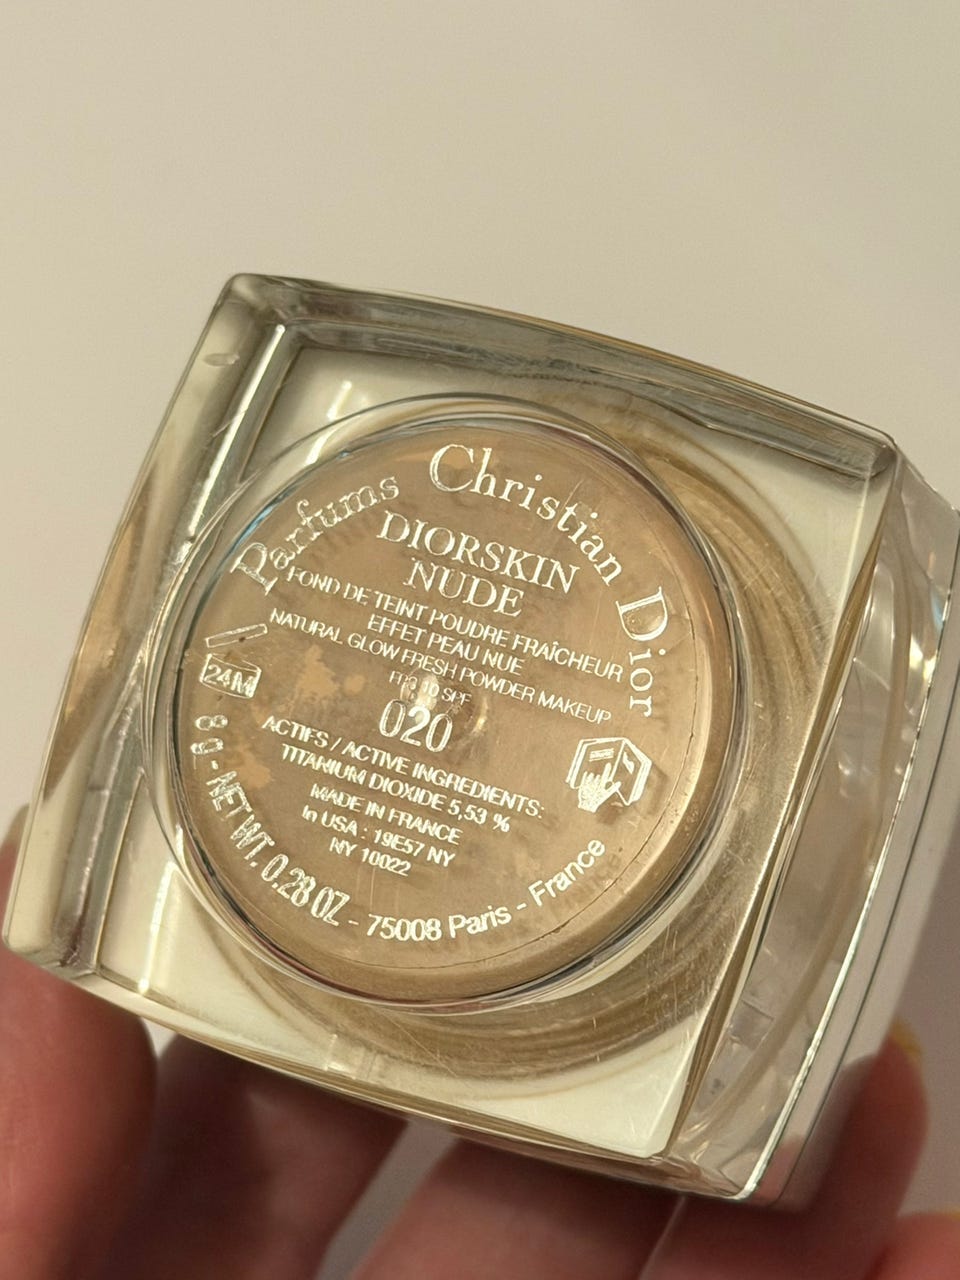 Parfums Christian Dior
DIORSKIN
NUDE
FOND DE TEINT POUDRE FRAÎCHEUR
EFFET PEAU NUE
NATURAL GLOW FRESH POWDER MAKEUP
10 SPF
020
ACTIFS / ACTIVE INGREDIENTS:
TITANIUM DIOXIDE 5,53 %
MADE IN FRANCE
In USA : 19E57 NY
NY 10022
24M
8 g - NET WT. 0.28 OZ - 75008 Paris - France